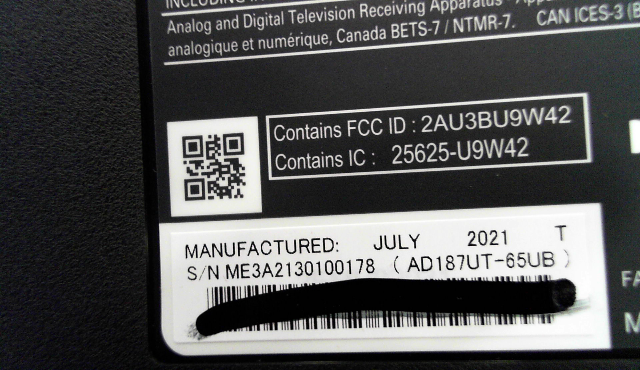 Analog and Digital Television Receiving Apparatus
analogique et numérique, Canada BETS-7 / NTMR-7. CAN ICES-3
Contains FCC ID : 2AU3BU9W42
Contains IC : 25625-U9W42
MANUFACTURED: JULY 2021 T
S/N ME3A2130100178 ( AD187UT-65UB )